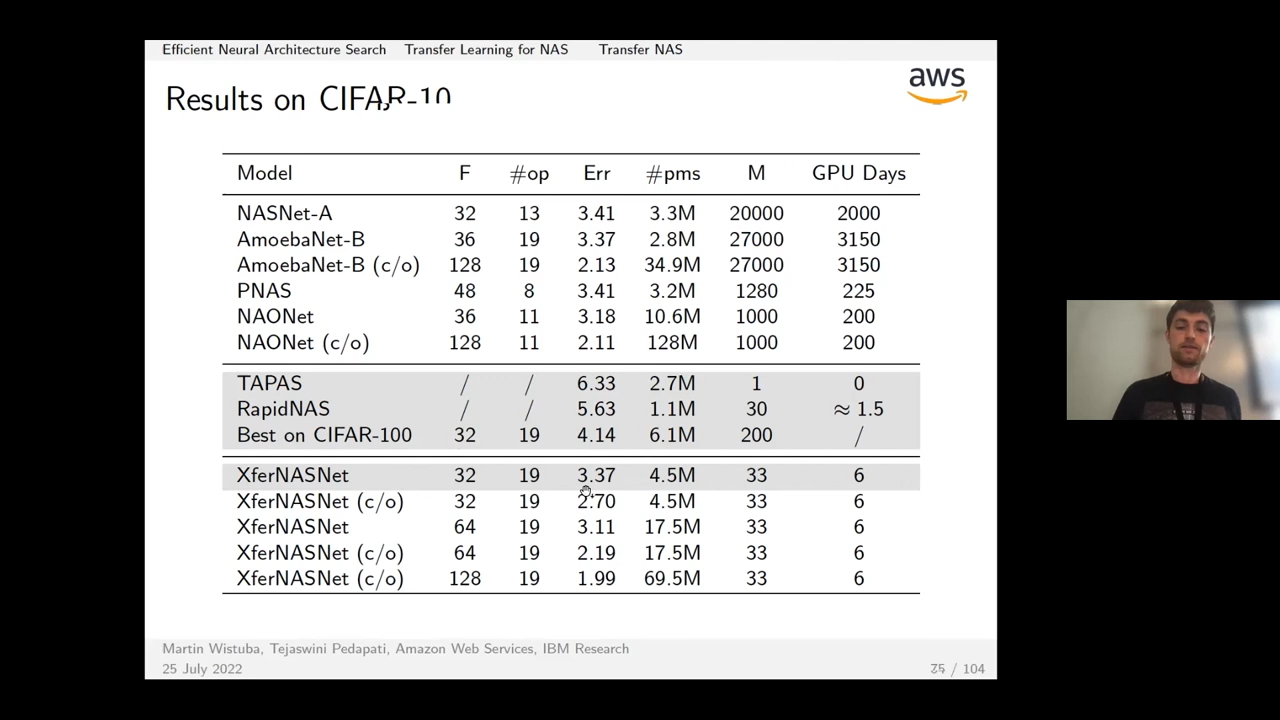 Efficient Neural Architecture Search Transfer Learning for NAS Transfer NAS
Results on CIFAR-10
aws
Model F #op Err #pms M GPU Days
NASNet-A 32 13 3.41 3.3M 20000 2000
AmoebaNet-B 36 19 3.37 2.8M 27000 3150
AmoebaNet-B (c/o) 128 19 2.13 34.9M 27000 3150
PNAS 48 8 3.41 3.2M 1280 225
NAONet 36 11 3.18 10.6M 1000 200
NAONet (c/o) 128 11 2.11 128M 1000 200
TAPAS / / 6.33 2.7M 1 0
RapidNAS / / 5.63 1.1M 30 ≈ 1.5
Best on CIFAR-100 32 19 4.14 6.1M 200 /
XferNASNet 32 19 3.37 4.5M 33 6
XferNASNet (c/o) 32 19 2.70 4.5M 33 6
XferNASNet 64 19 3.11 17.5M 33 6
XferNASNet (c/o) 64 19 2.19 17.5M 33 6
XferNASNet (c/o) 128 19 1.99 69.5M 33 6
Martin Wistuba, Tejaswini Pedapati, Amazon Web Services, IBM Research
25 July 2022 / 104